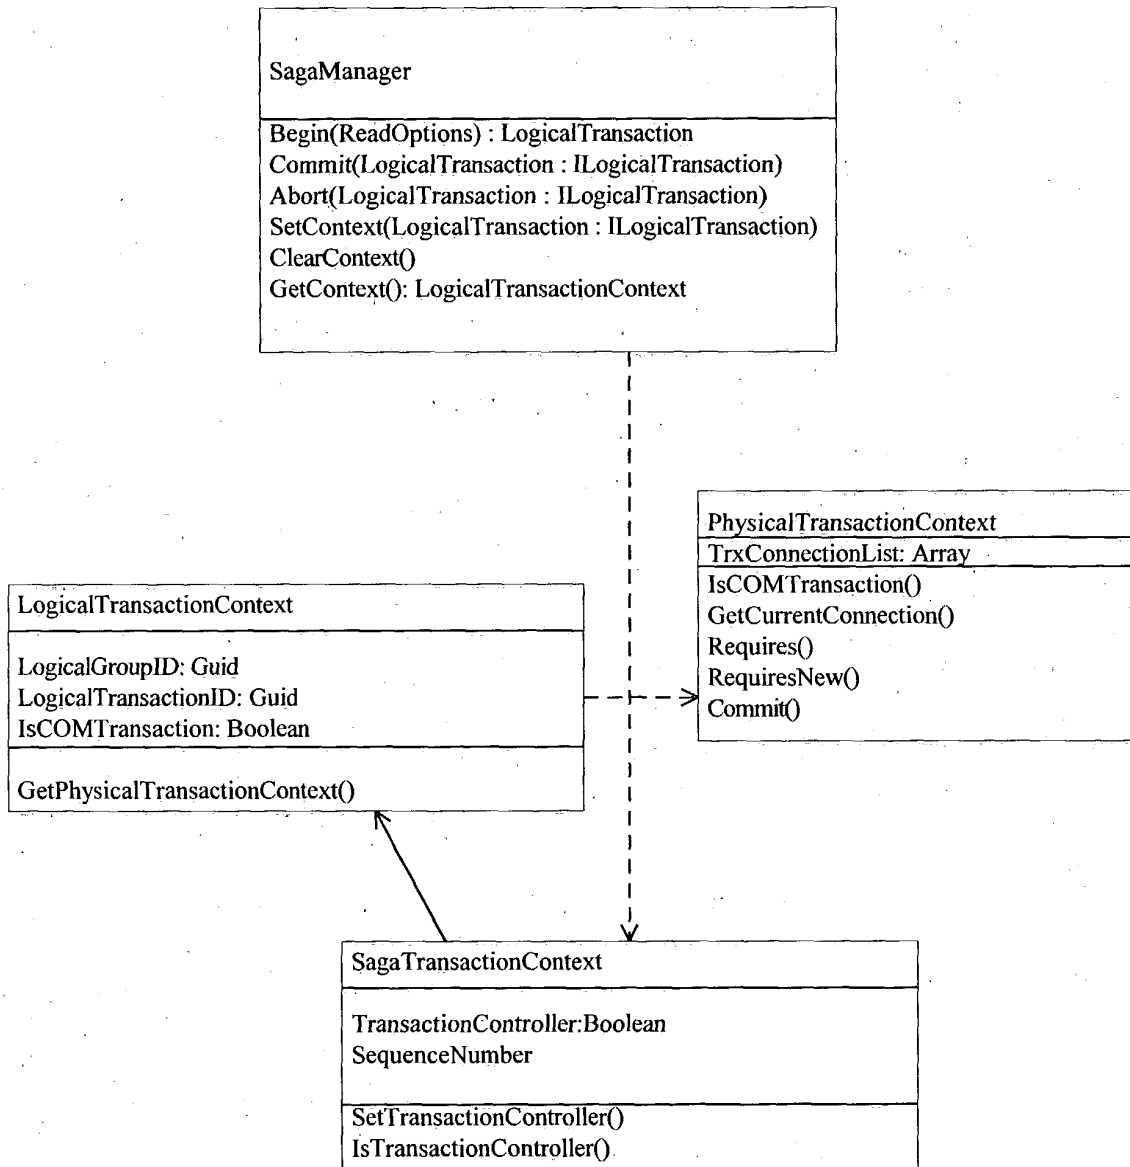 SagaManager
Begin(ReadOptions) : LogicalTransaction
Commit(LogicalTransaction : ILogicalTransaction)
Abort(LogicalTransaction : ILogicalTransaction)
SetContext(LogicalTransaction : ILogicalTransaction)
ClearContext()
GetContext(): LogicalTransactionContext
PhysicalTransactionContext
TrxConnectionList: Array
IsCOMTransaction()
GetCurrentConnection()
Requires()
RequiresNew()
Commit()
LogicalTransactionContext
LogicalGroupID: Guid
LogicalTransactionID: Guid
IsCOMTransaction: Boolean
GetPhysicalTransactionContext()
SagaTransactionContext
TransactionController:Boolean
SequenceNumber
SetTransactionController()
IsTransactionController()